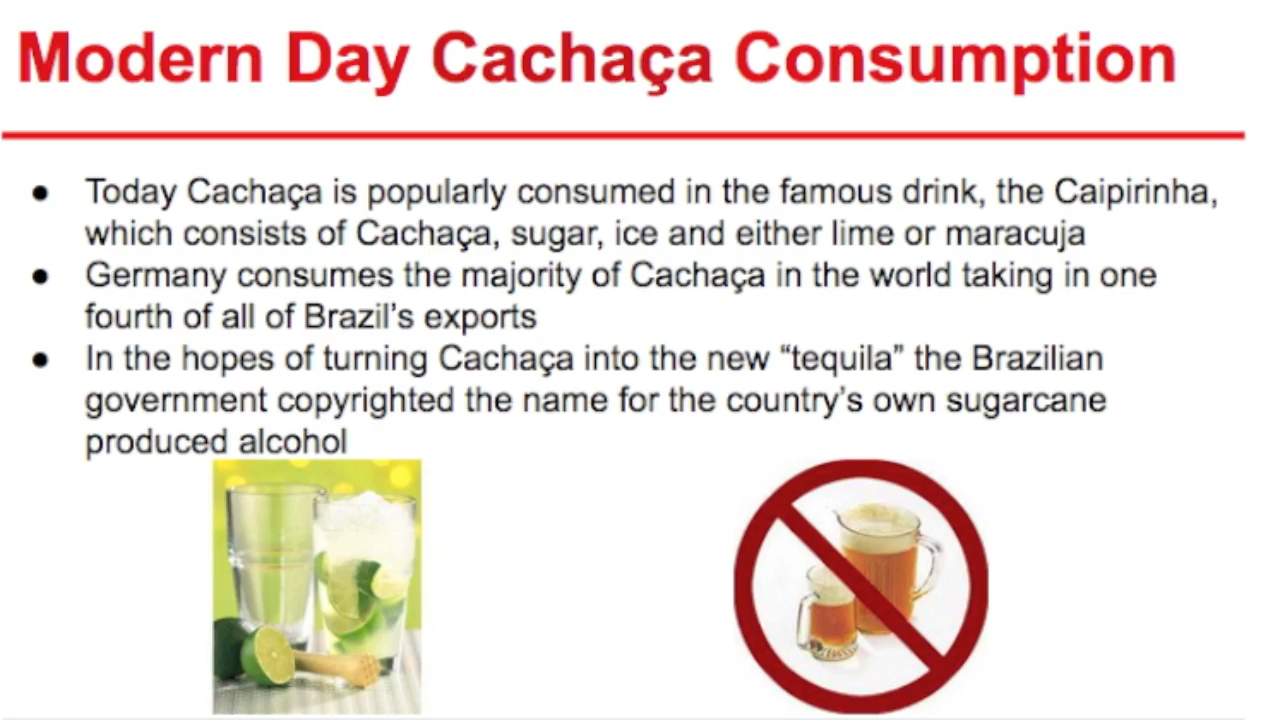 Modern Day Cachaça Consumption
● Today Cachaça is popularly consumed in the famous drink, the Caipirinha,
which consists of Cachaça, sugar, ice and either lime or maracuja
● Germany consumes the majority of Cachaça in the world taking in one
fourth of all of Brazil’s exports
● In the hopes of turning Cachaça into the new “tequila” the Brazilian
government copyrighted the name for the country’s own sugarcane
produced alcohol